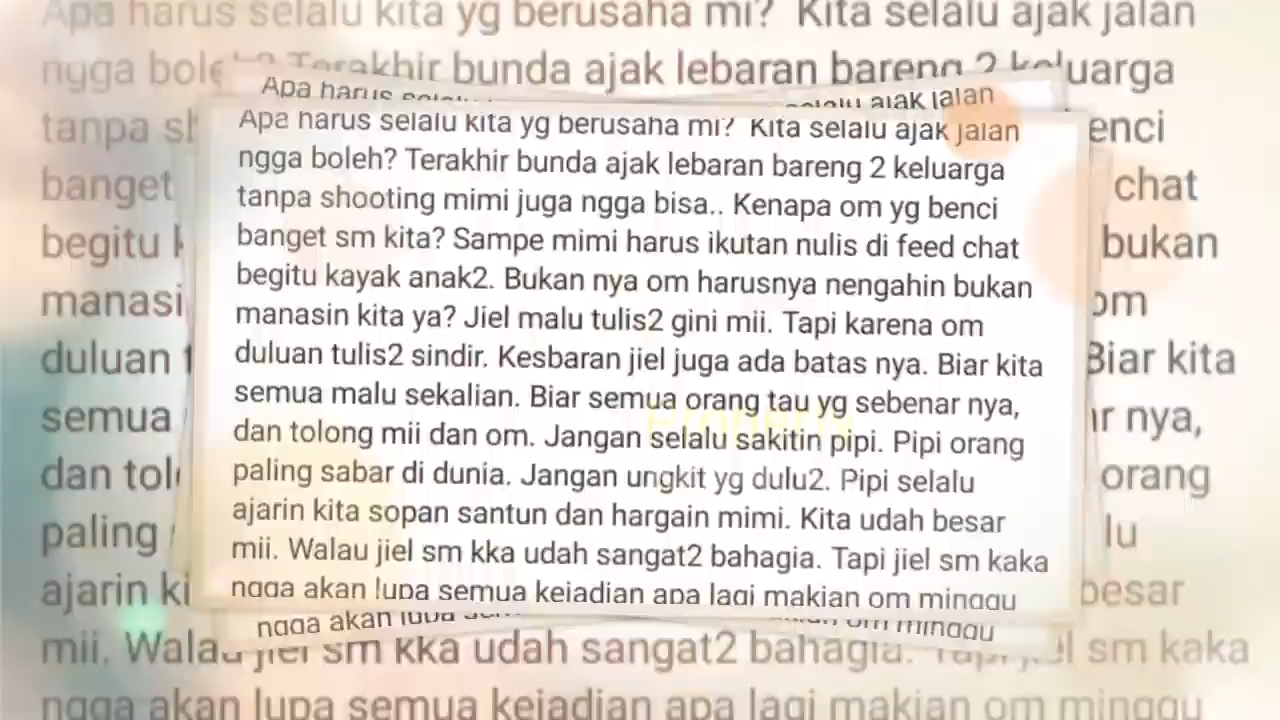 Apa harus selalu kita yg berusaha mi? Kita selalu ajak jalan
ngga boleh? Terakhir bunda ajak lebaran bareng 2 keluarga
tanpa shooting mimi juga ngga bisa.. Kenapa om yg benci
banget sm kita? Sampe mimi harus ikutan nulis di feed chat
begitu kayak anak2. Bukan nya om harusnya nengahin bukan
manasin kita ya? Jiel malu tulis2 gini mii. Tapi karena om
duluan tulis2 sindir. Kesbaran jiel juga ada batas nya. Biar kita
semua malu sekalian. Biar semua orang tau yg sebenar nya,
dan tolong mii dan om. Jangan selalu sakitin pipi. Pipi orang
paling sabar di dunia. Jangan ungkit yg dulu2. Pipi selalu
ajarin kita sopan santun dan hargain mimi. Kita udah besar
mii. Walau jiel sm kka udah sangat2 bahagia. Tapi jiel sm kaka
ngga akan lupa semua kejadian apa lagi makian om minggu